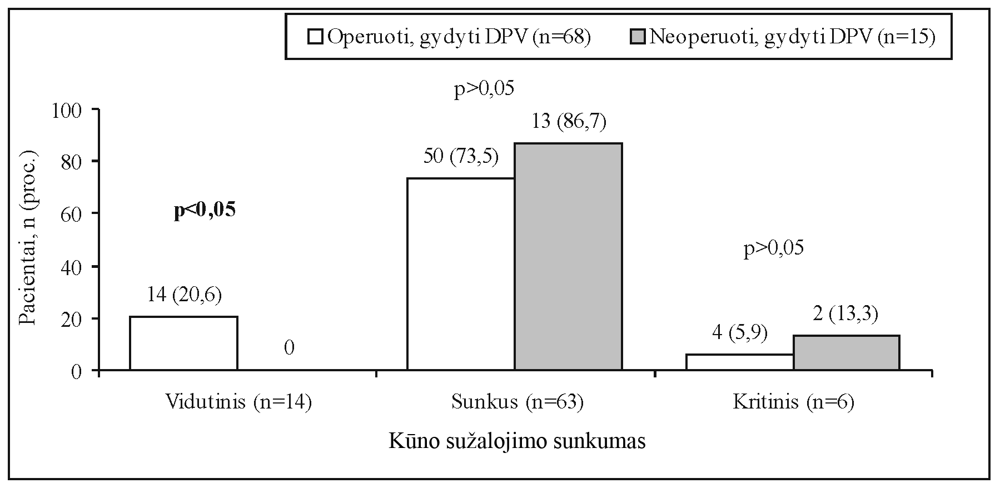 Operuoti, gydyti DPV (n=68)
Neoperuoti, gydyti DPV (n=15)
Pacientai, n (proc.)
100
80
60
40
20
0
p<0,05
14 (20,6)
0
p>0,05
50 (73,5)
13 (86,7)
p>0,05
4 (5,9)
2 (13,3)
Vidutinis (n=14)
Sunkus (n=63)
Kritinis (n=6)
Kūno sužalojimo sunkumas